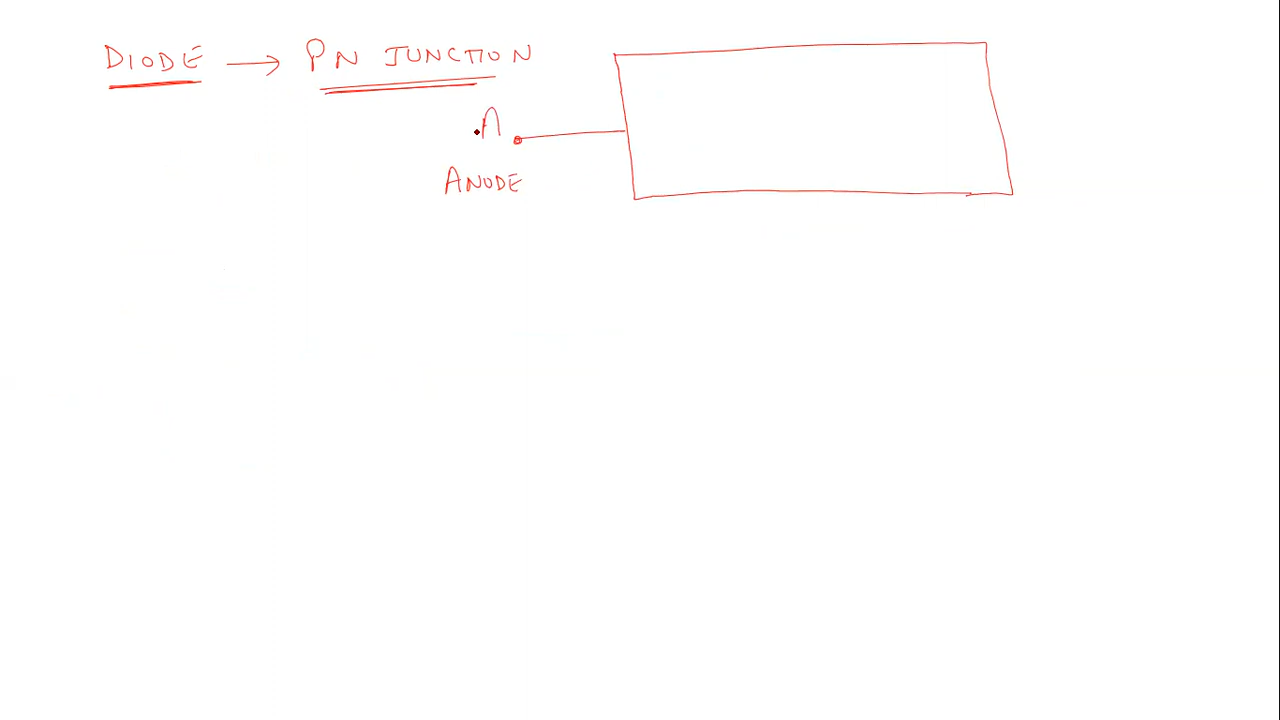 DIODE → PN JUNCTION
A
ANODE